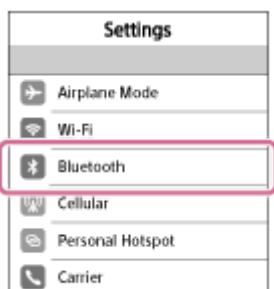 Settings
Airplane Mode
Wi-Fi
Bluetooth
Cellular
Personal Hotspot
Carrier